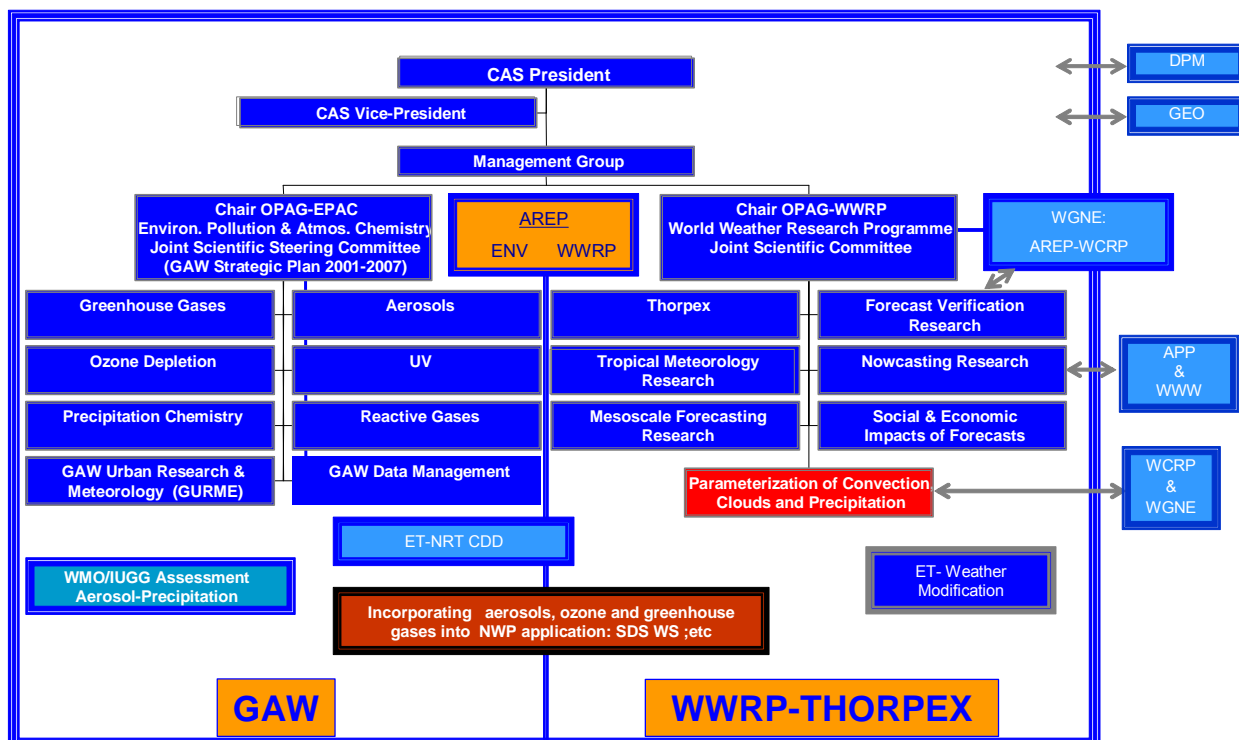 CAS President
CAS Vice-President
Management Group
DPM
GEO
Chair OPAG-EPAC
Environ. Pollution & Atmos. Chemistry
Joint Scientific Steering Committee
(GAW Strategic Plan 2001-2007)
AREP
ENV WWRP
Chair OPAG-WWRP
World Weather Research Programme
Joint Scientific Committee
WGNE:
AREP-WCRP
Greenhouse Gases
Aerosols
Ozone Depletion
UV
Precipitation Chemistry
Reactive Gases
GAW Urban Research &
Meteorology (GURME)
GAW Data Management
Thorpex
Forecast Verification
Research
Tropical Meteorology
Research
Nowcasting Research
Mesoscale Forecasting
Research
Social & Economic
Impacts of Forecasts
APP
&
WWW
Parameterization of Convection,
Clouds and Precipitation
WCRP
&
WGNE
ET-NRT CDD
WMO/IUGG Assessment
Aerosol-Precipitation
ET- Weather
Modification
Incorporating aerosols, ozone and greenhouse
gases into NWP application: SDS WS ;etc
GAW
WWRP-THORPEX